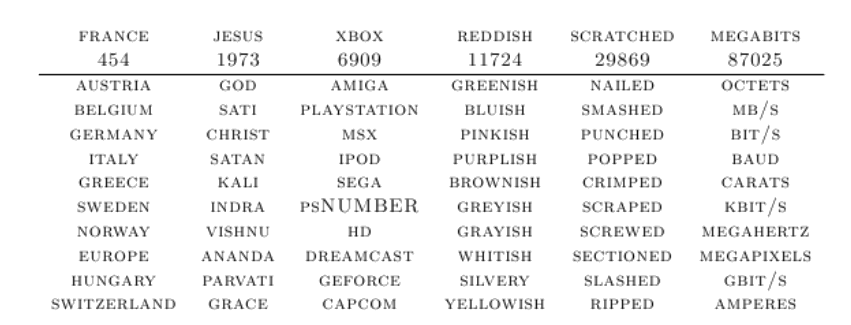 FRANCE JESUS XBOX REDDISH SCRATCHED MEGABITS
454 1973 6909 11724 29869 87025
AUSTRIA GOD AMIGA GREENISH NAILED OCTETS
BELGIUM SATI PLAYSTATION BLUISH SMASHED MB/S
GERMANY CHRIST MSX PINKISH PUNCHED BIT/S
ITALY SATAN IPOD PURPLISH POPPED BAUD
GREECE KALI SEGA BROWNISH CRIMPED CARATS
SWEDEN INDRA PSNUMBER GREYISH SCRAPED KBIT/S
NORWAY VISHNU HD GRAYISH SCREWED MEGAHERTZ
EUROPE ANANDA DREAMCAST WHITISH SECTIONED MEGAPIXELS
HUNGARY PARVATI GEFORCE SILVERY SLASHED GBIT/S
SWITZERLAND GRACE CAPCOM YELLOWISH RIPPED AMPERES